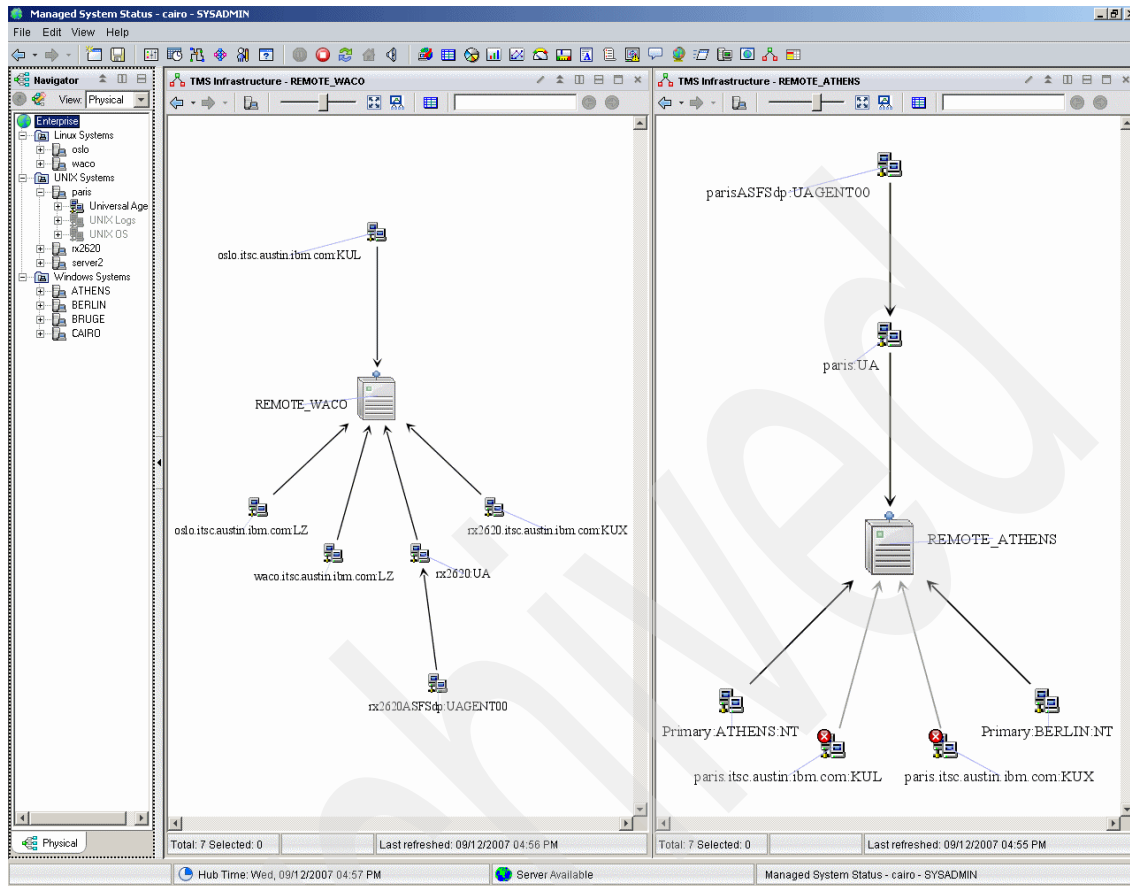 Managed System Status - cairo - SYSADMIN
File Edit View Help
Navigator
View: Physical
Enterprise
Linux Systems
oslo
waco
UNIX Systems
paris
Universal Age
UNIX Logs
UNIX OS
rx2620
server2
Windows Systems
ATHENS
BERLIN
BRUGE
CAIRO
Physical
TMS Infrastructure - REMOTE_WACO
oslo.itsc.austin.ibm.com:KUL
REMOTE_WACO
oslo.itsc.austin.ibm.com:LZ
rx2620.itsc.austin.ibm.com:KUX
waco.itsc.austin.ibm.com:LZ
rx2620:UA
rx2620ASFSdp:UAGENT00
Total: 7 Selected: 0
Last refreshed: 09/12/2007 04:56 PM
TMS Infrastructure - REMOTE_ATHENS
parisASFSdp:UAGENT00
paris:UA
REMOTE_ATHENS
Primary:ATHENS:NT
Primary:BERLIN:NT
paris.itsc.austin.ibm.com:KUL
paris.itsc.austin.ibm.com:KUX
Total: 7 Selected: 0
Last refreshed: 09/12/2007 04:55 PM
Hub Time: Wed, 09/12/2007 04:57 PM
Server Available
Managed System Status - cairo - SYSADMIN